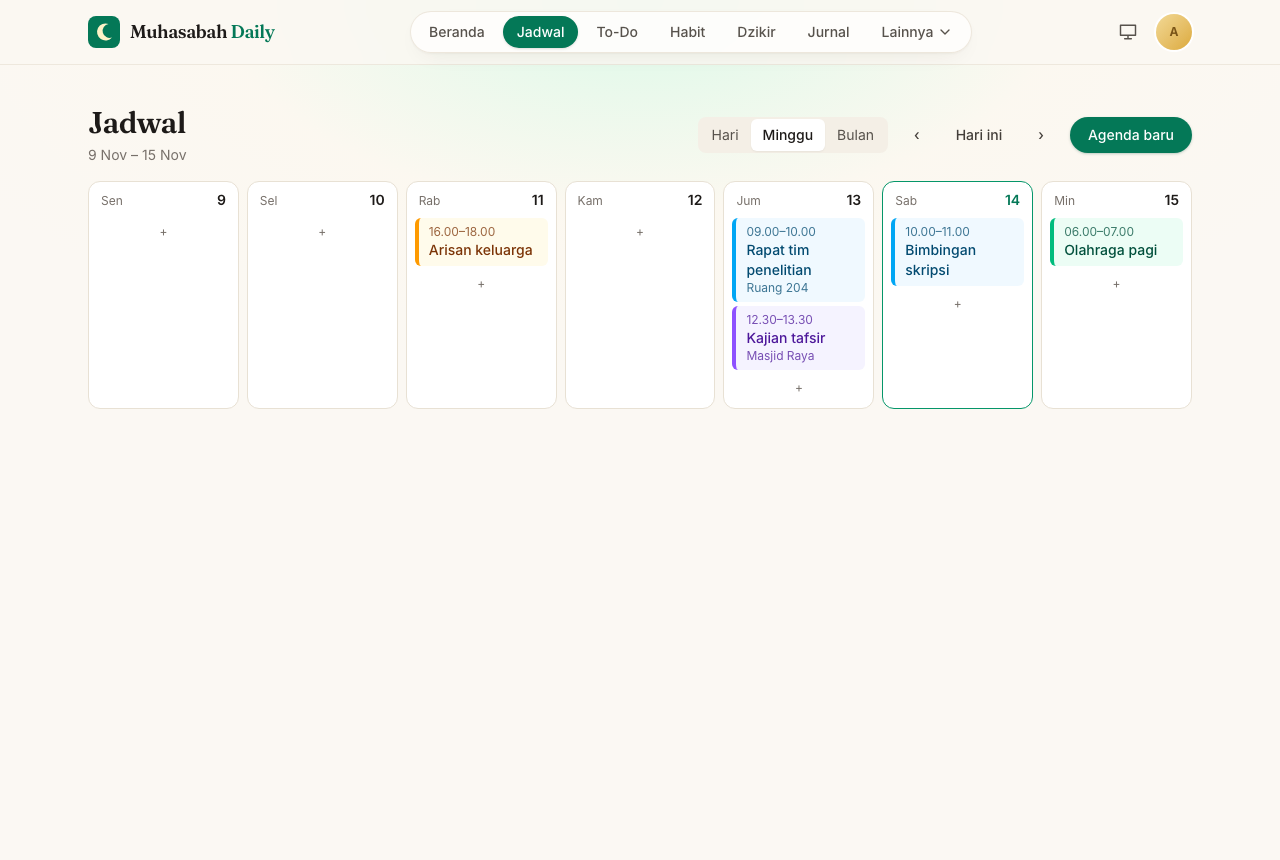 Muhasabah Daily
Beranda
Jadwal
To-Do
Habit
Dzikir
Jurnal
Lainnya
A
Jadwal
9 Nov – 15 Nov
Hari
Minggu
Bulan
‹
Hari ini
›
Agenda baru
Sen 9
+
Sel 10
+
Rab 11
16.00–18.00
Arisan keluarga
+
Kam 12
+
Jum 13
09.00–10.00
Rapat tim
penelitian
Ruang 204
12.30–13.30
Kajian tafsir
Masjid Raya
+
Sab 14
10.00–11.00
Bimbingan
skripsi
+
Min 15
06.00–07.00
Olahraga pagi
+